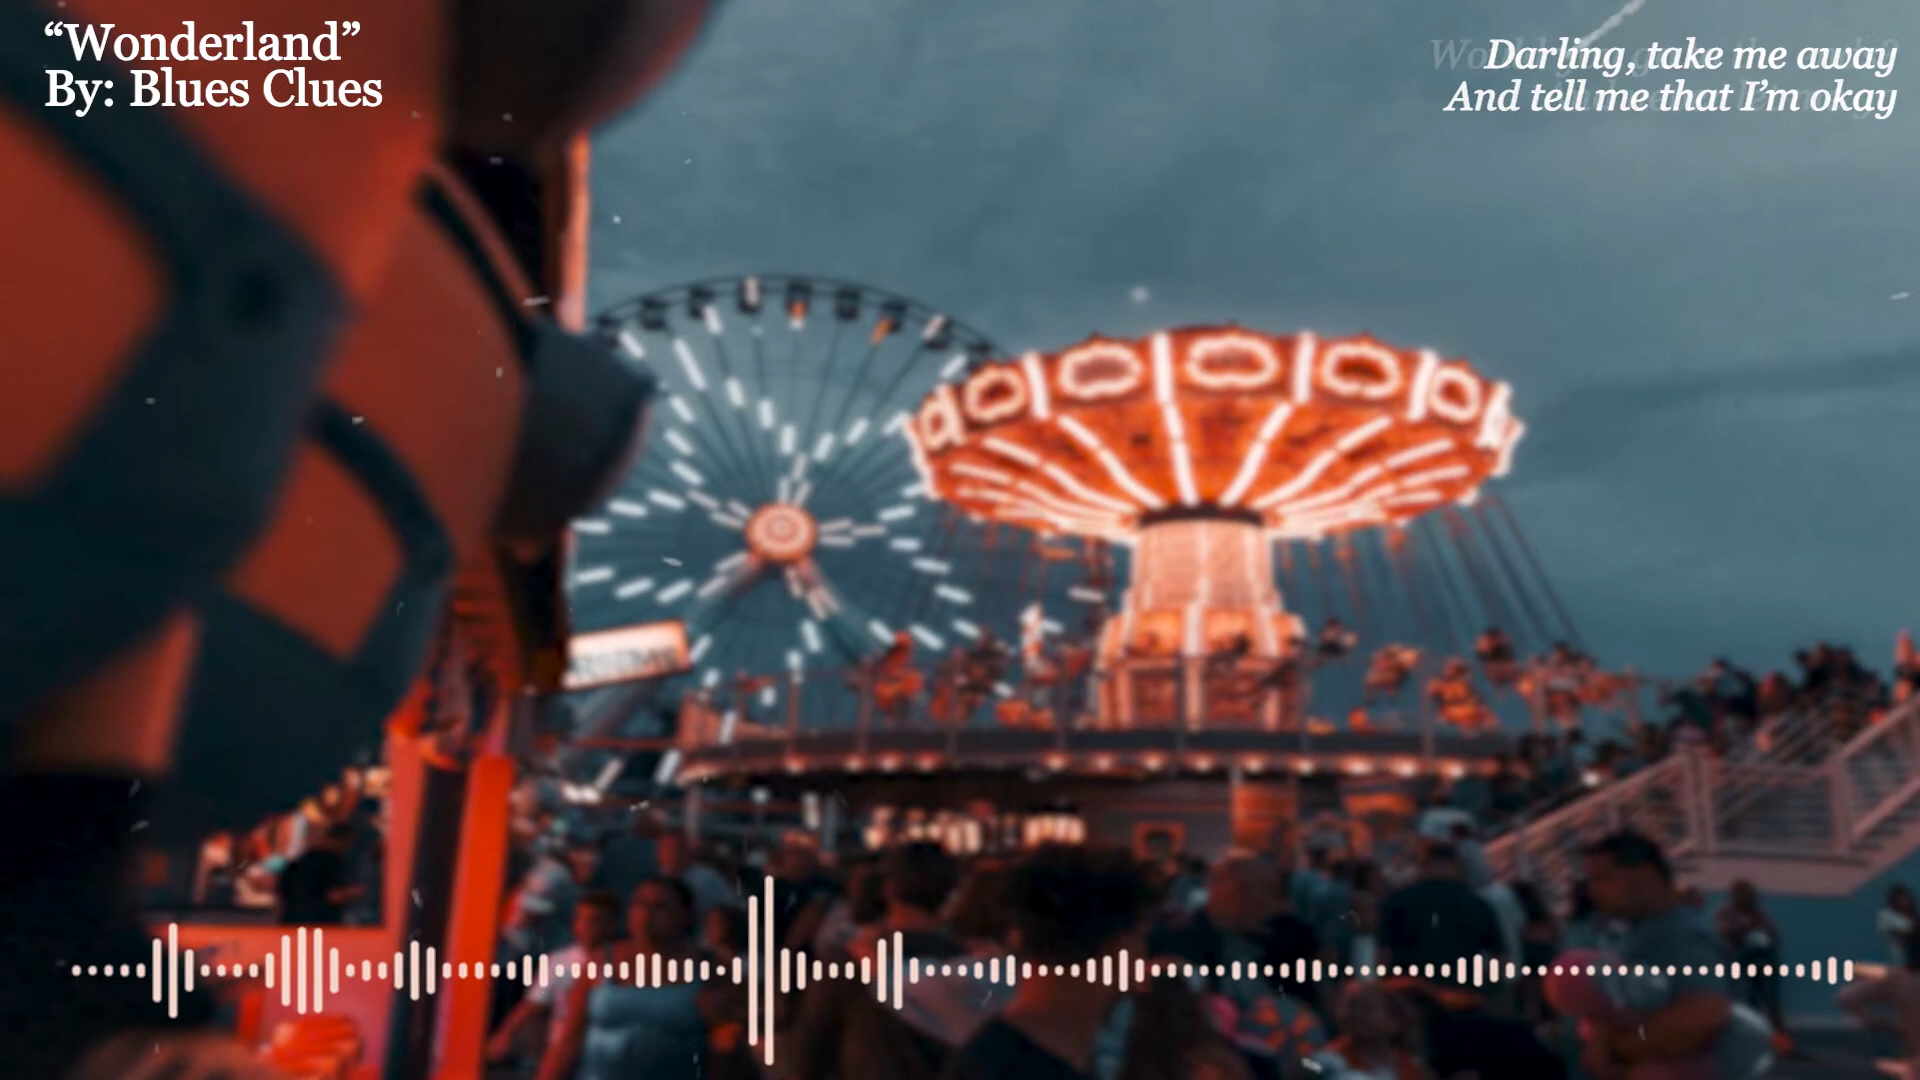 “Wonderland”
By: Blues Clues
Darling, take me away
And tell me that I’m okay